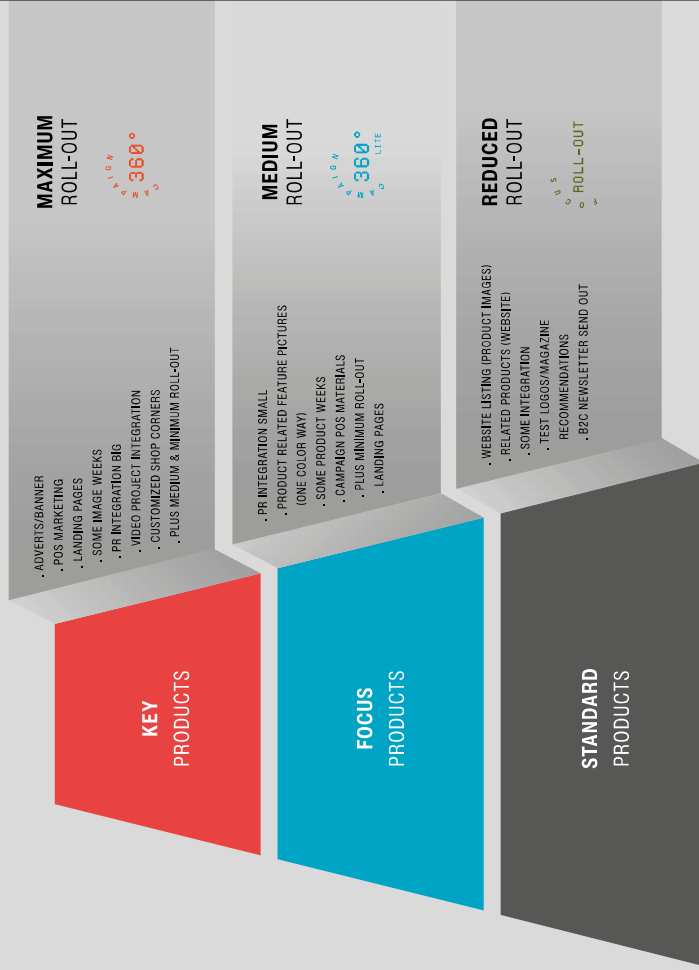 KEY
PRODUCTS
. ADVERTS/BANNER
. POS MARKETING
. LANDING PAGES
. SOME IMAGE WEEKS
. PR INTEGRATION BIG
. VIDEO PROJECT INTEGRATION
. CUSTOMIZED SHOP CORNERS
. PLUS MEDIUM & MINIMUM ROLL-OUT
MAXIMUM
ROLL-OUT
CAMPAIGN
360°
FOCUS
PRODUCTS
. PR INTEGRATION SMALL
. PRODUCT RELATED FEATURE PICTURES
(ONE COLOR WAY)
. SOME PRODUCT WEEKS
. CAMPAIGN POS MATERIALS
. PLUS MINIMUM ROLL-OUT
. LANDING PAGES
MEDIUM
ROLL-OUT
CAMPAIGN
360°
LITE
STANDARD
PRODUCTS
. WEBSITE LISTING (PRODUCT IMAGES)
. RELATED PRODUCTS (WEBSITE)
. SOME INTEGRATION
. TEST LOGOS/MAGAZINE
RECOMMENDATIONS
. B2C NEWSLETTER SEND OUT
REDUCED
ROLL-OUT
FOCUS
ROLL-OUT